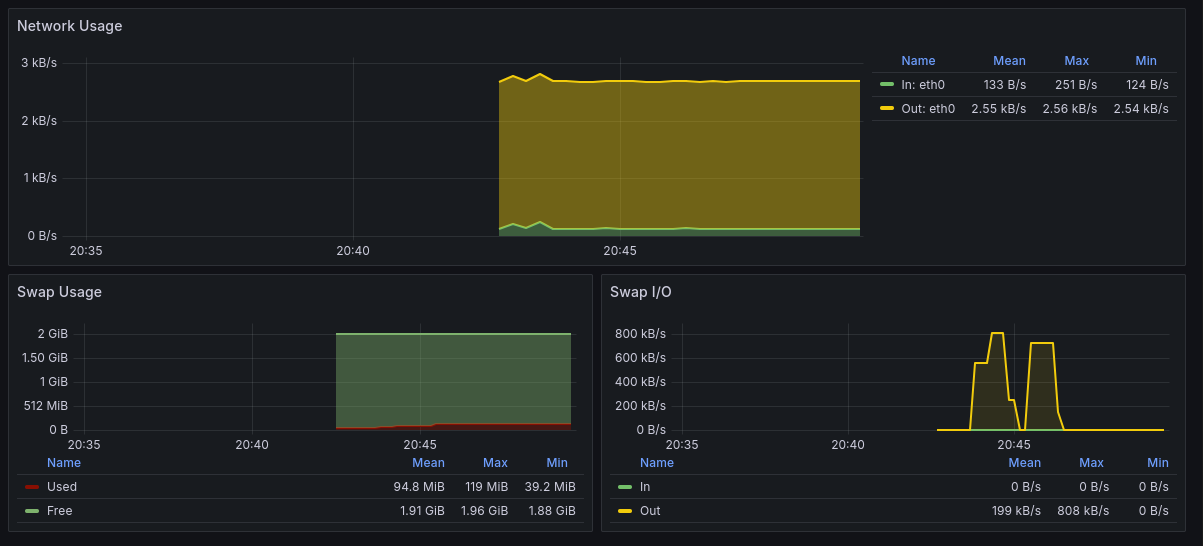 Network Usage
3 kB/s
2 kB/s
1 kB/s
0 B/s
20:35 20:40 20:45
Name Mean Max Min
In: eth0 133 B/s 251 B/s 124 B/s
Out: eth0 2.55 kB/s 2.56 kB/s 2.54 kB/s
Swap Usage
2 GiB
1.50 GiB
1 GiB
512 MiB
0 B
20:35 20:40 20:45
Name Mean Max Min
Used 94.8 MiB 119 MiB 39.2 MiB
Free 1.91 GiB 1.96 GiB 1.88 GiB
Swap I/O
800 kB/s
600 kB/s
400 kB/s
200 kB/s
0 B/s
20:35 20:40 20:45
Name Mean Max Min
In 0 B/s 0 B/s 0 B/s
Out 199 kB/s 808 kB/s 0 B/s